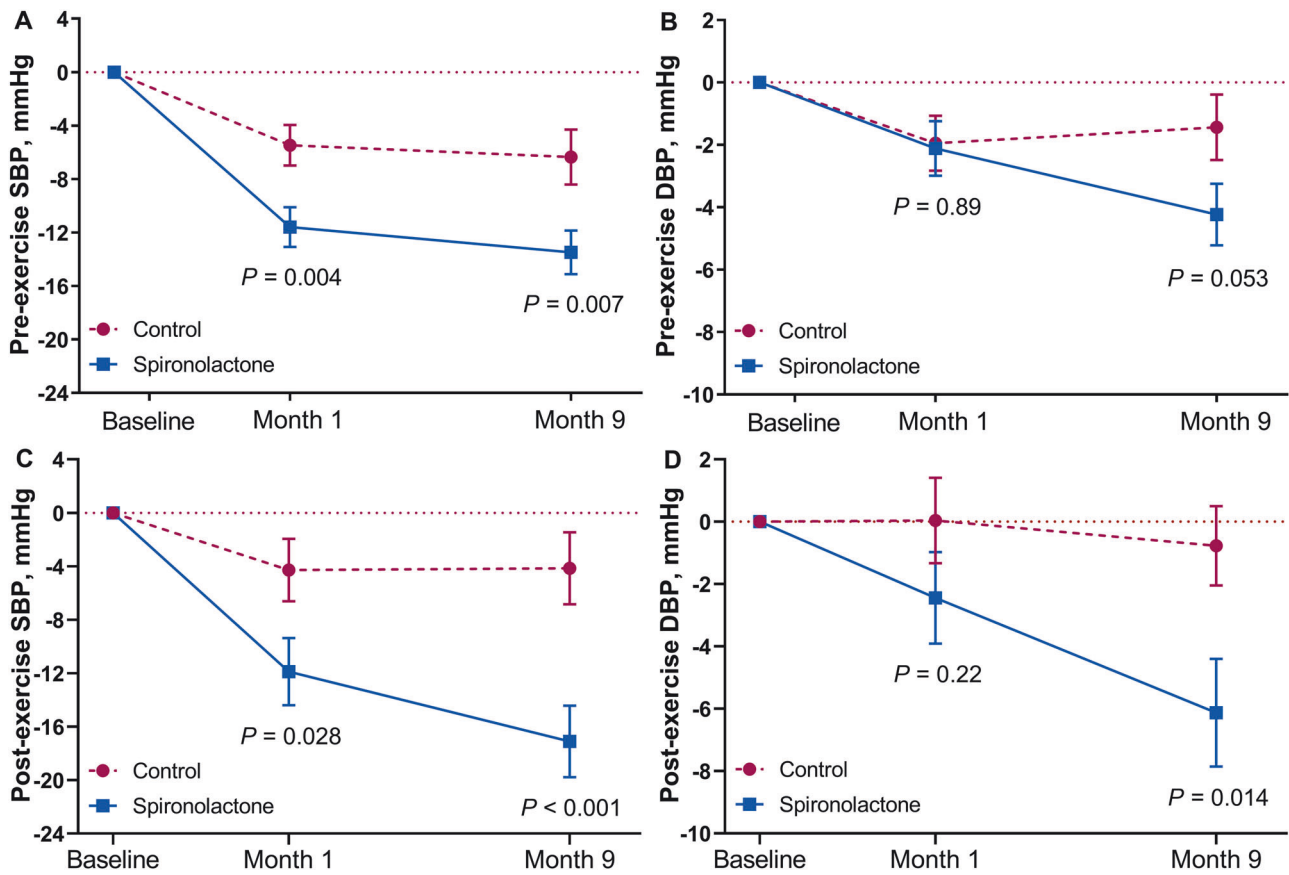 A
Pre-exercise SBP, mmHg
4
0
-4
-8
-12
-16
-20
-24
P = 0.004
P = 0.007
Control
Spironolactone
Baseline
Month 1
Month 9
B
Pre-exercise DBP, mmHg
2
0
-2
-4
-6
-8
-10
P = 0.89
P = 0.053
Control
Spironolactone
Baseline
Month 1
Month 9
C
Post-exercise SBP, mmHg
4
0
-4
-8
-12
-16
-20
-24
P = 0.028
P < 0.001
Control
Spironolactone
Baseline
Month 1
Month 9
D
Post-exercise DBP, mmHg
2
0
-2
-4
-6
-8
-10
P = 0.22
P = 0.014
Control
Spironolactone
Baseline
Month 1
Month 9